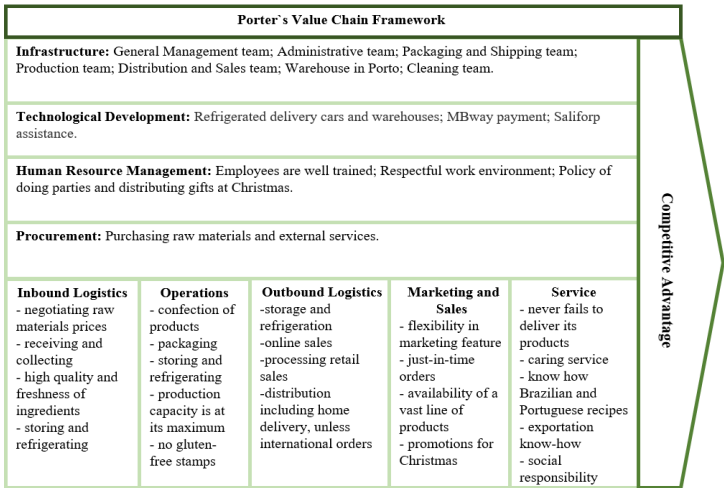 Porter`s Value Chain Framework
Infrastructure: General Management team; Administrative team; Packaging and Shipping team;
Production team; Distribution and Sales team; Warehouse in Porto; Cleaning team.
Technological Development: Refrigerated delivery cars and warehouses; MBway payment; Saliforp
assistance.
Human Resource Management: Employees are well trained; Respectful work environment; Policy of
doing parties and distributing gifts at Christmas.
Procurement: Purchasing raw materials and external services.
Inbound Logistics
- negotiating raw
materials prices
- receiving and
collecting
- high quality and
freshness of
ingredients
- storing and
refrigerating
Operations
- confection of
products
- packaging
- storing and
refrigerating
- production
capacity is at
its maximum
- no gluten-
free stamps
Outbound Logistics
-storage and
refrigeration
-online sales
-processing retail
sales
-distribution
including home
delivery, unless
international orders
Marketing and
Sales
- flexibility in
marketing feature
- just-in-time
orders
- availability of a
vast line of
products
- promotions for
Christmas
Service
- never fails to
deliver its
products
- caring service
- know how
Brazilian and
Portuguese recipes
- exportation
know-how
- social
responsibility
Competitive Advantage